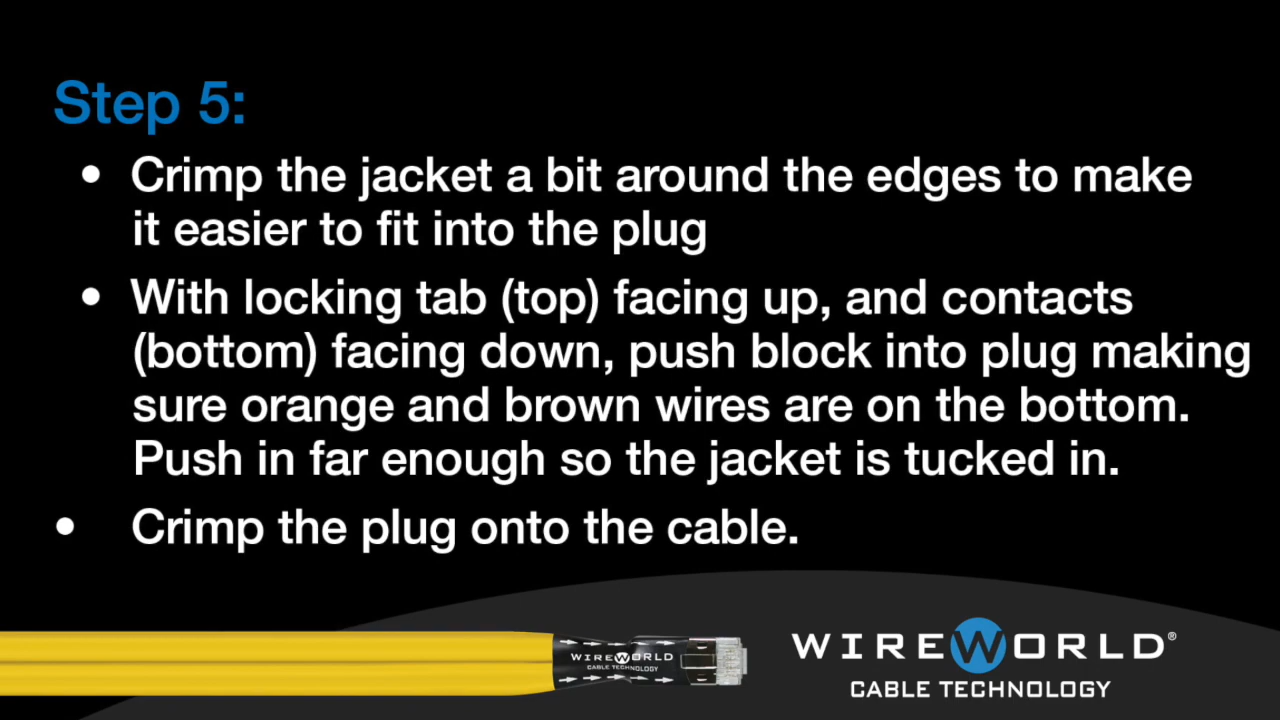 Step 5:
• Crimp the jacket a bit around the edges to make
it easier to fit into the plug
• With locking tab (top) facing up, and contacts
(bottom) facing down, push block into plug making
sure orange and brown wires are on the bottom.
Push in far enough so the jacket is tucked in.
• Crimp the plug onto the cable.
WIREWORLD
CABLE TECHNOLOGY
WIREWORLD®
CABLE TECHNOLOGY